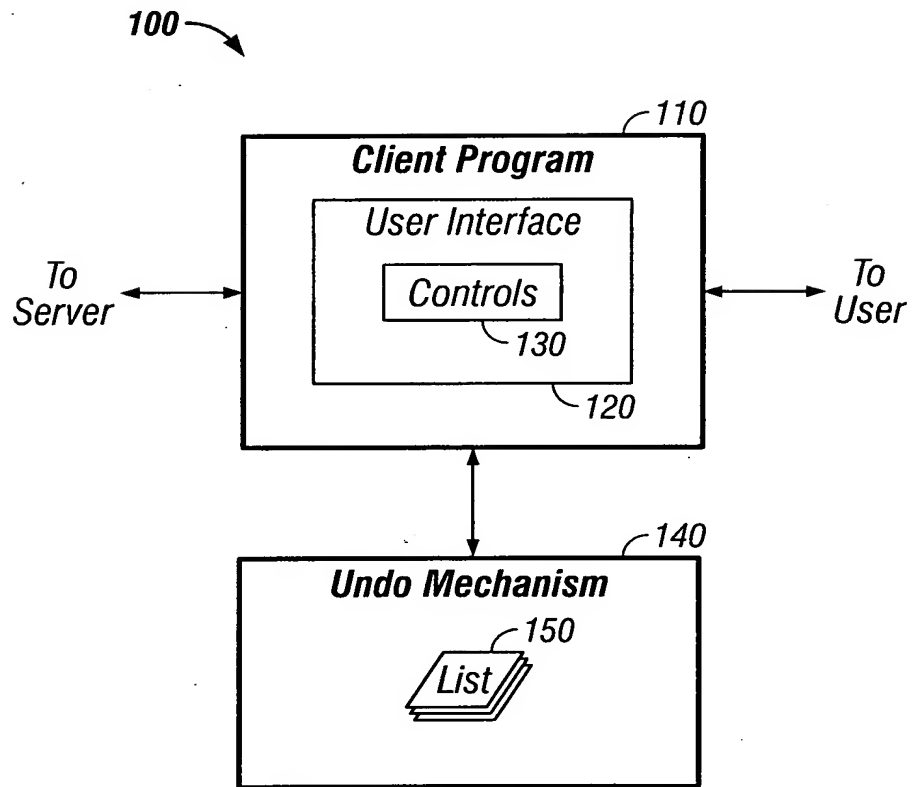 100
110
Client Program
User Interface
Controls
130
120
To
Server
To
User
140
Undo Mechanism
150
List